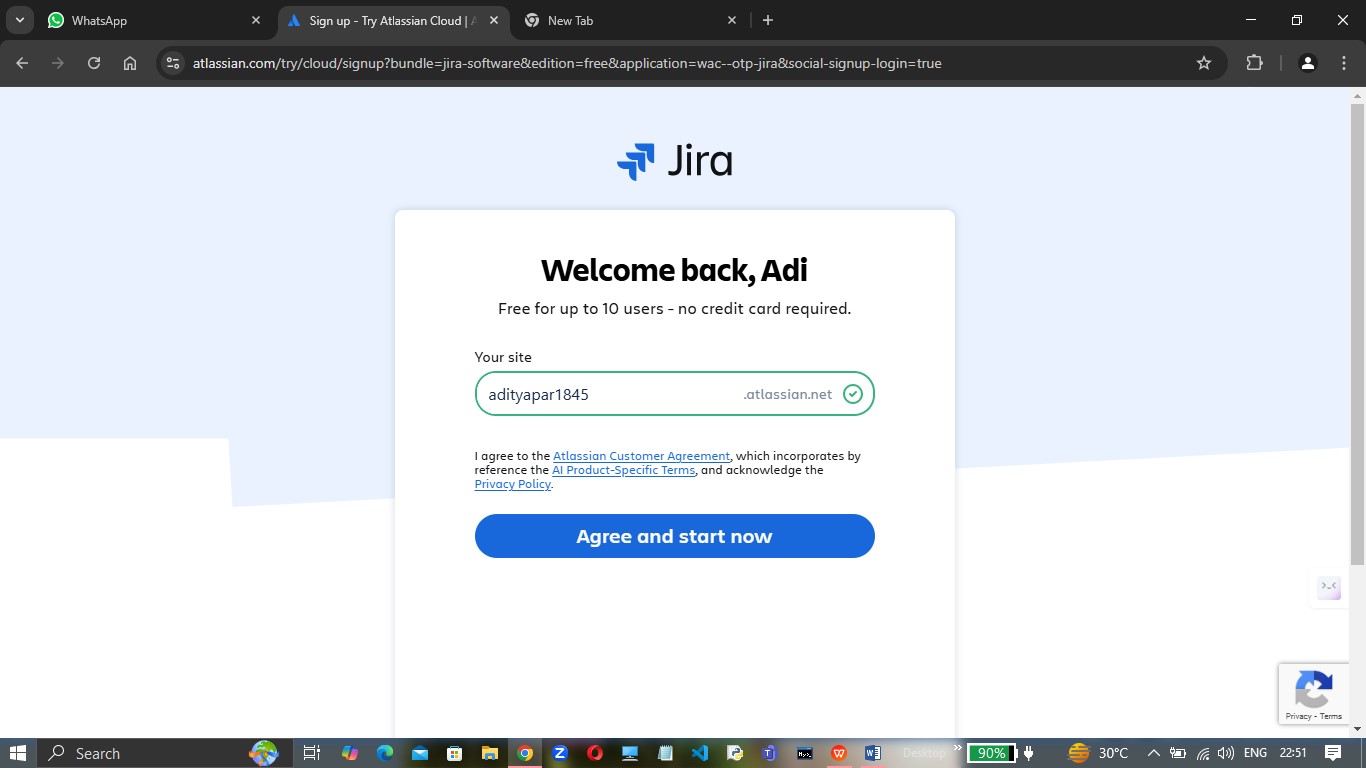 WhatsApp
Sign up - Try Atlassian Cloud |
New Tab
atlassian.com/try/cloud/signup?bundle=jira-software&edition=free&application=wac--otp-jira&social-signup-login=true
Jira
Welcome back, Adi
Free for up to 10 users - no credit card required.
Your site
adityapar1845 .atlassian.net
I agree to the Atlassian Customer Agreement, which incorporates by
reference the AI Product-Specific Terms, and acknowledge the
Privacy Policy.
Agree and start now
Privacy - Terms
Search
Desktop
90%
30°C
ENG
22:51